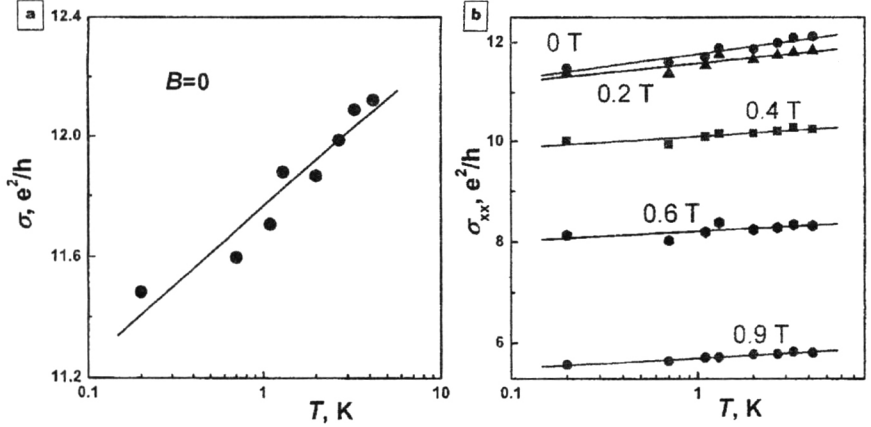 a
12.4
12.0
11.6
11.2
σ, e²/h
B=0
0.1
1
10
T, K
b
12
10
8
6
σxx, e²/h
0 T
0.2 T
0.4 T
0.6 T
0.9 T
0.1
1
T, K